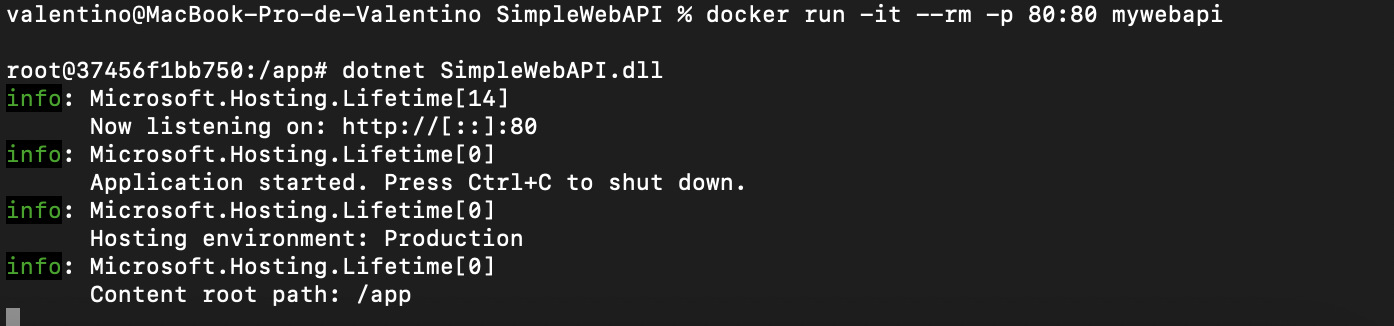 valentino@MacBook-Pro-de-Valentino SimpleWebAPI % docker run -it --rm -p 80:80 mywebapi
root@37456f1bb750:/app# dotnet SimpleWebAPI.dll
info: Microsoft.Hosting.Lifetime[14]
Now listening on: http://[::]:80
info: Microsoft.Hosting.Lifetime[0]
Application started. Press Ctrl+C to shut down.
info: Microsoft.Hosting.Lifetime[0]
Hosting environment: Production
info: Microsoft.Hosting.Lifetime[0]
Content root path: /app